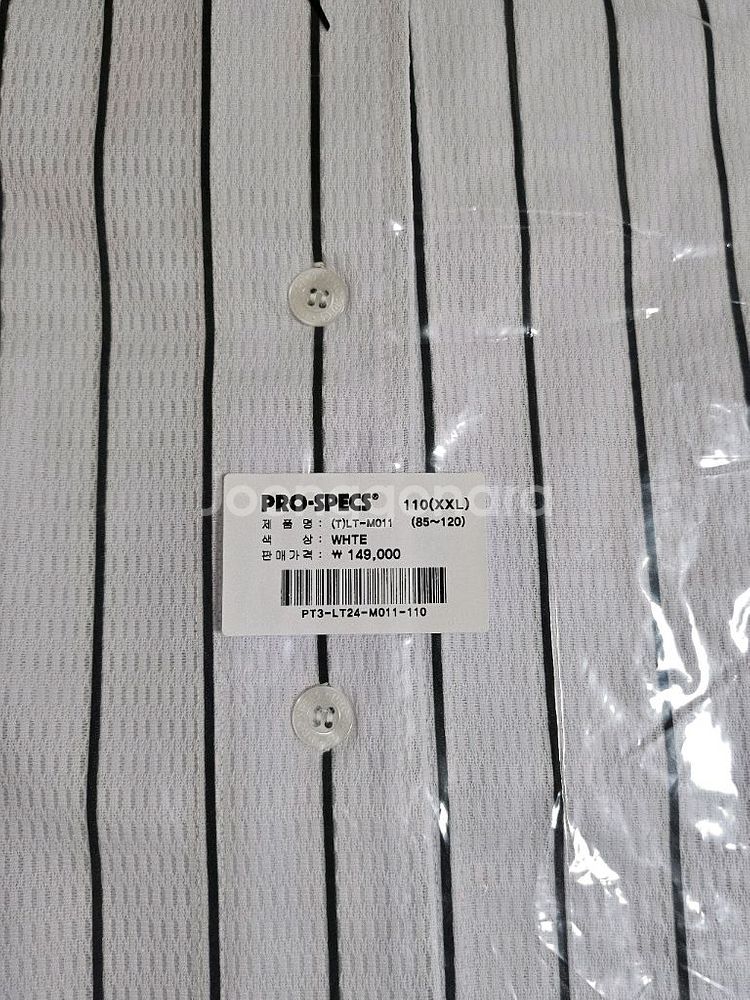 PRO-SPECS® 110(XXL)
제 품 명 : (T)LT-M011 (85~120)
색 상 : WHTE
판매가격 : ₩ 149,000
PT3-LT24-M011-110
Joonggonara